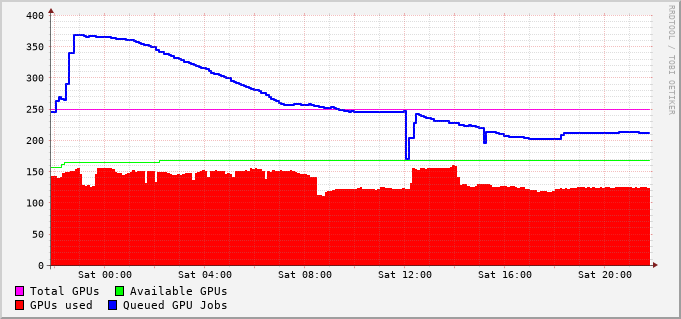 400
350
300
250
200
150
100
50
0
Sat 00:00 Sat 04:00 Sat 08:00 Sat 12:00 Sat 16:00 Sat 20:00
Total GPUs Available GPUs
GPUs used Queued GPU Jobs
RRDTOOL / TOBI OETIKER